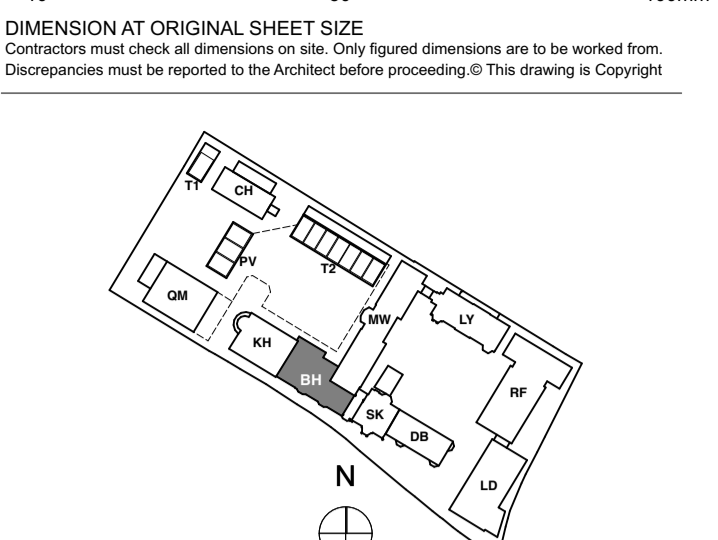 DIMENSION AT ORIGINAL SHEET SIZE
Contractors must check all dimensions on site. Only figured dimensions are to be worked from.
Discrepancies must be reported to the Architect before proceeding.© This drawing is Copyright
T1
CH
PV
T2
QM
MW
LY
KH
BH
RF
SK
DB
LD
N